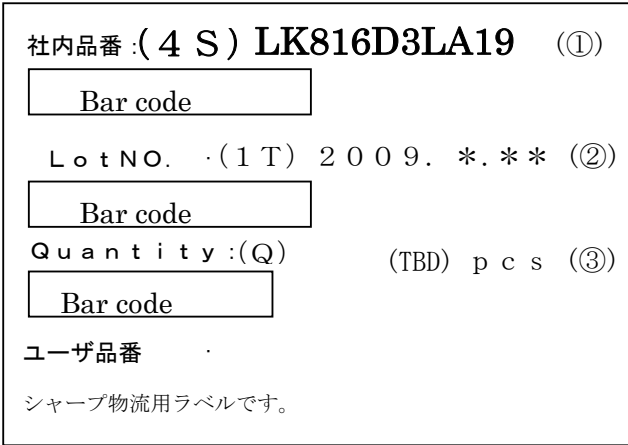 社内品番:(４Ｓ) LK816D3LA19 (①)
Bar code
ＬｏｔＮＯ. ・(１Ｔ) ２００９. ＊.＊＊ (②)
Bar code
Ｑｕａｎｔｉｔｙ:(Q) (TBD) ｐｃｓ (③)
Bar code
ユーザ品番 ・
シャープ物流用ラベルです。